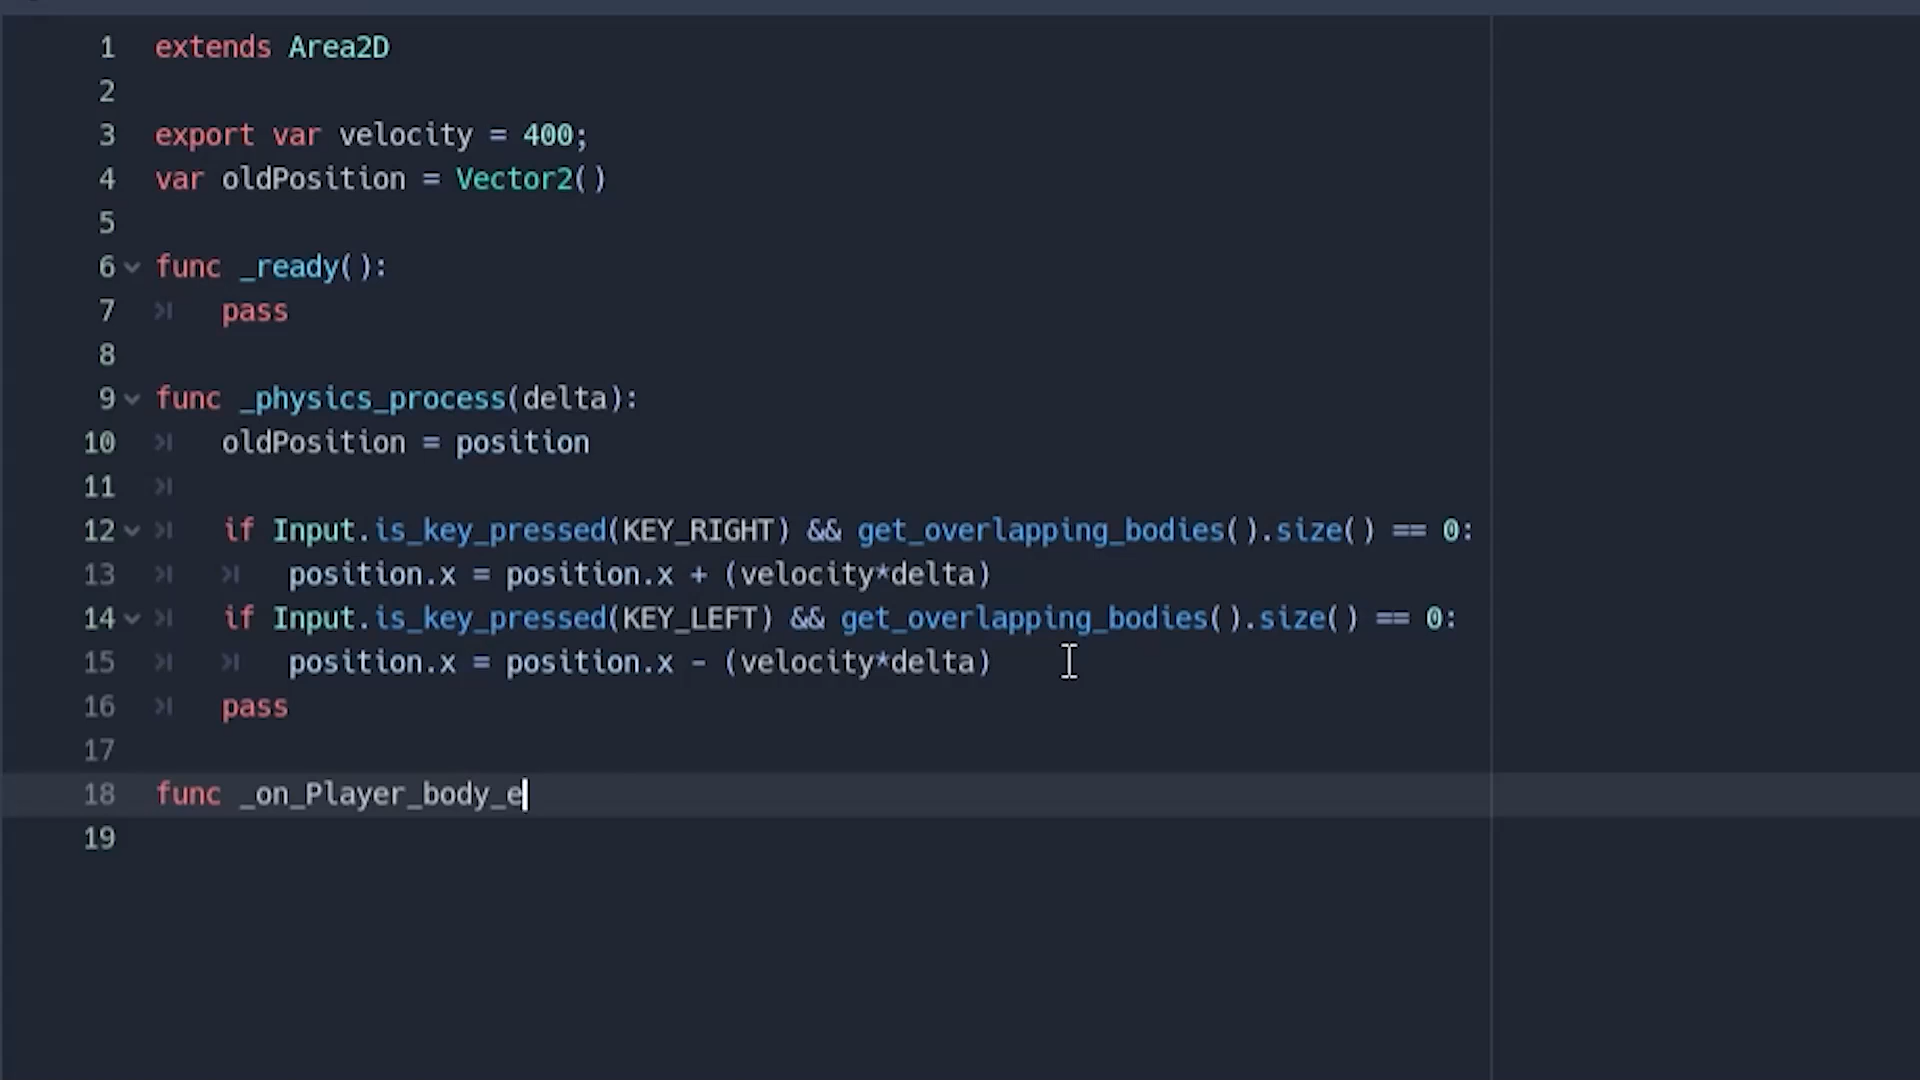 1 extends Area2D
2
3 export var velocity = 400;
4 var oldPosition = Vector2()
5
6 func _ready():
7 pass
8
9 func _physics_process(delta):
10 oldPosition = position
11
12 if Input.is_key_pressed(KEY_RIGHT) && get_overlapping_bodies().size() == 0:
13 position.x = position.x + (velocity*delta)
14 if Input.is_key_pressed(KEY_LEFT) && get_overlapping_bodies().size() == 0:
15 position.x = position.x - (velocity*delta)
16 pass
17
18 func _on_Player_body_e
19